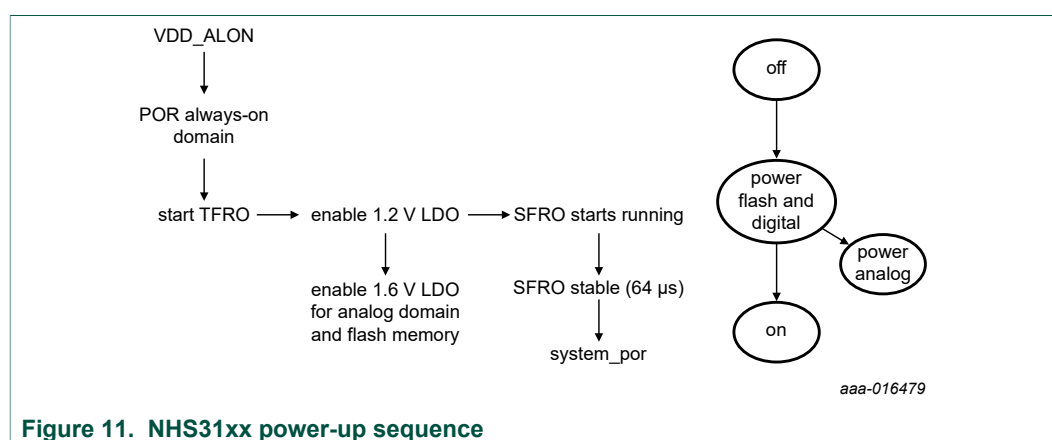 VDD_ALON
POR always-on
domain
start TFRO
enable 1.2 V LDO
SFRO starts running
enable 1.6 V LDO
for analog domain
and flash memory
SFRO stable (64 μs)
system_por
off
power
flash and
digital
power
analog
on
aaa-016479
Figure 11. NHS31xx power-up sequence